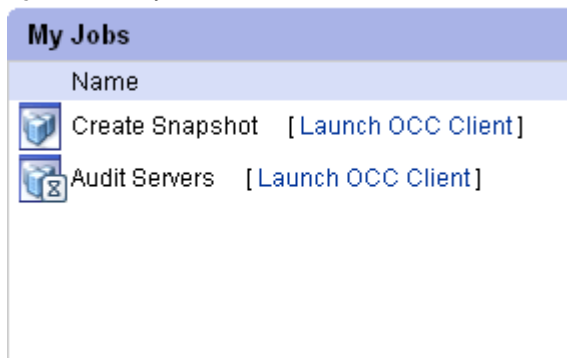 My Jobs
Name
Create Snapshot [Launch OCC Client]
Audit Servers [Launch OCC Client]